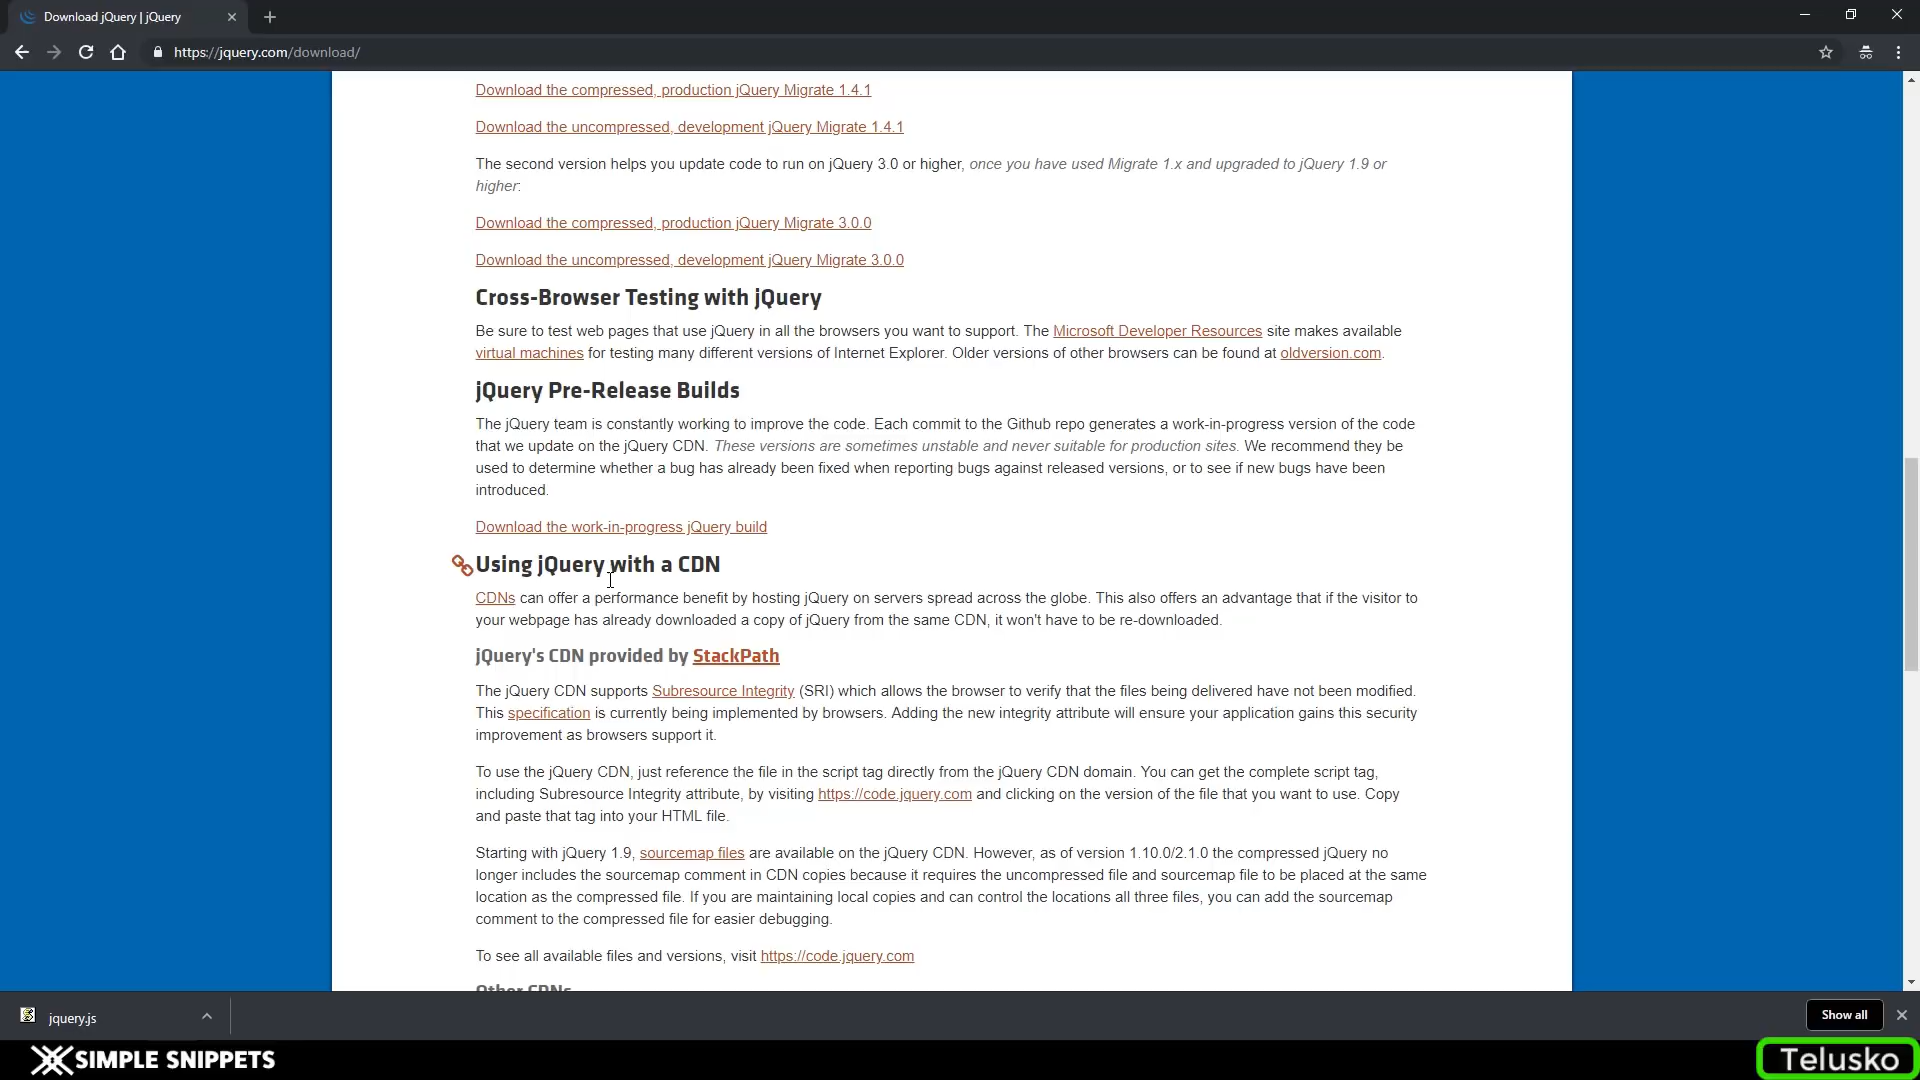 Download jQuery | jQuery
https://jquery.com/download/
Download the compressed, production jQuery Migrate 1.4.1
Download the uncompressed, development jQuery Migrate 1.4.1
The second version helps you update code to run on jQuery 3.0 or higher, once you have used Migrate 1.x and upgraded to jQuery 1.9 or
higher:
Download the compressed, production jQuery Migrate 3.0.0
Download the uncompressed, development jQuery Migrate 3.0.0
Cross-Browser Testing with jQuery
Be sure to test web pages that use jQuery in all the browsers you want to support. The Microsoft Developer Resources site makes available
virtual machines for testing many different versions of Internet Explorer. Older versions of other browsers can be found at oldversion.com.
jQuery Pre-Release Builds
The jQuery team is constantly working to improve the code. Each commit to the Github repo generates a work-in-progress version of the code
that we update on the jQuery CDN. These versions are sometimes unstable and never suitable for production sites. We recommend they be
used to determine whether a bug has already been fixed when reporting bugs against released versions, or to see if new bugs have been
introduced.
Download the work-in-progress jQuery build
Using jQuery with a CDN
CDNs can offer a performance benefit by hosting jQuery on servers spread across the globe. This also offers an advantage that if the visitor to
your webpage has already downloaded a copy of jQuery from the same CDN, it won't have to be re-downloaded.
jQuery's CDN provided by StackPath
The jQuery CDN supports Subresource Integrity (SRI) which allows the browser to verify that the files being delivered have not been modified.
This specification is currently being implemented by browsers. Adding the new integrity attribute will ensure your application gains this security
improvement as browsers support it.
To use the jQuery CDN, just reference the file in the script tag directly from the jQuery CDN domain. You can get the complete script tag,
including Subresource Integrity attribute, by visiting https://code.jquery.com and clicking on the version of the file that you want to use. Copy
and paste that tag into your HTML file.
Starting with jQuery 1.9, sourcemap files are available on the jQuery CDN. However, as of version 1.10.0/2.1.0 the compressed jQuery no
longer includes the sourcemap comment in CDN copies because it requires the uncompressed file and sourcemap file to be placed at the same
location as the compressed file. If you are maintaining local copies and can control the locations all three files, you can add the sourcemap
comment to the compressed file for easier debugging.
To see all available files and versions, visit https://code.jquery.com
Other CDNs
jquery.js
Show all
SIMPLE SNIPPETS
Telusko